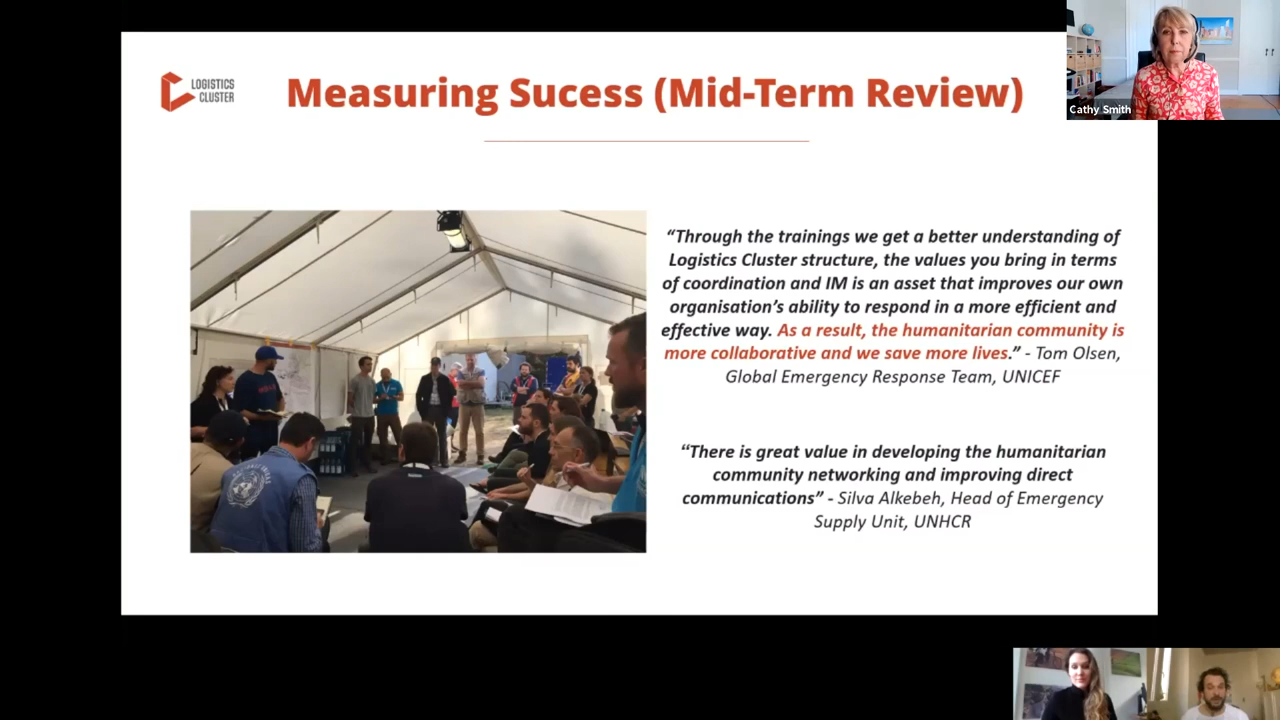 LOGISTICS
CLUSTER
Measuring Sucess (Mid-Term Review)
Cathy Smith
“Through the trainings we get a better understanding of
Logistics Cluster structure, the values you bring in terms
of coordination and IM is an asset that improves our own
organisation’s ability to respond in a more efficient and
effective way. As a result, the humanitarian community is
more collaborative and we save more lives.” - Tom Olsen,
Global Emergency Response Team, UNICEF
“There is great value in developing the humanitarian
community networking and improving direct
communications” - Silva Alkebeh, Head of Emergency
Supply Unit, UNHCR